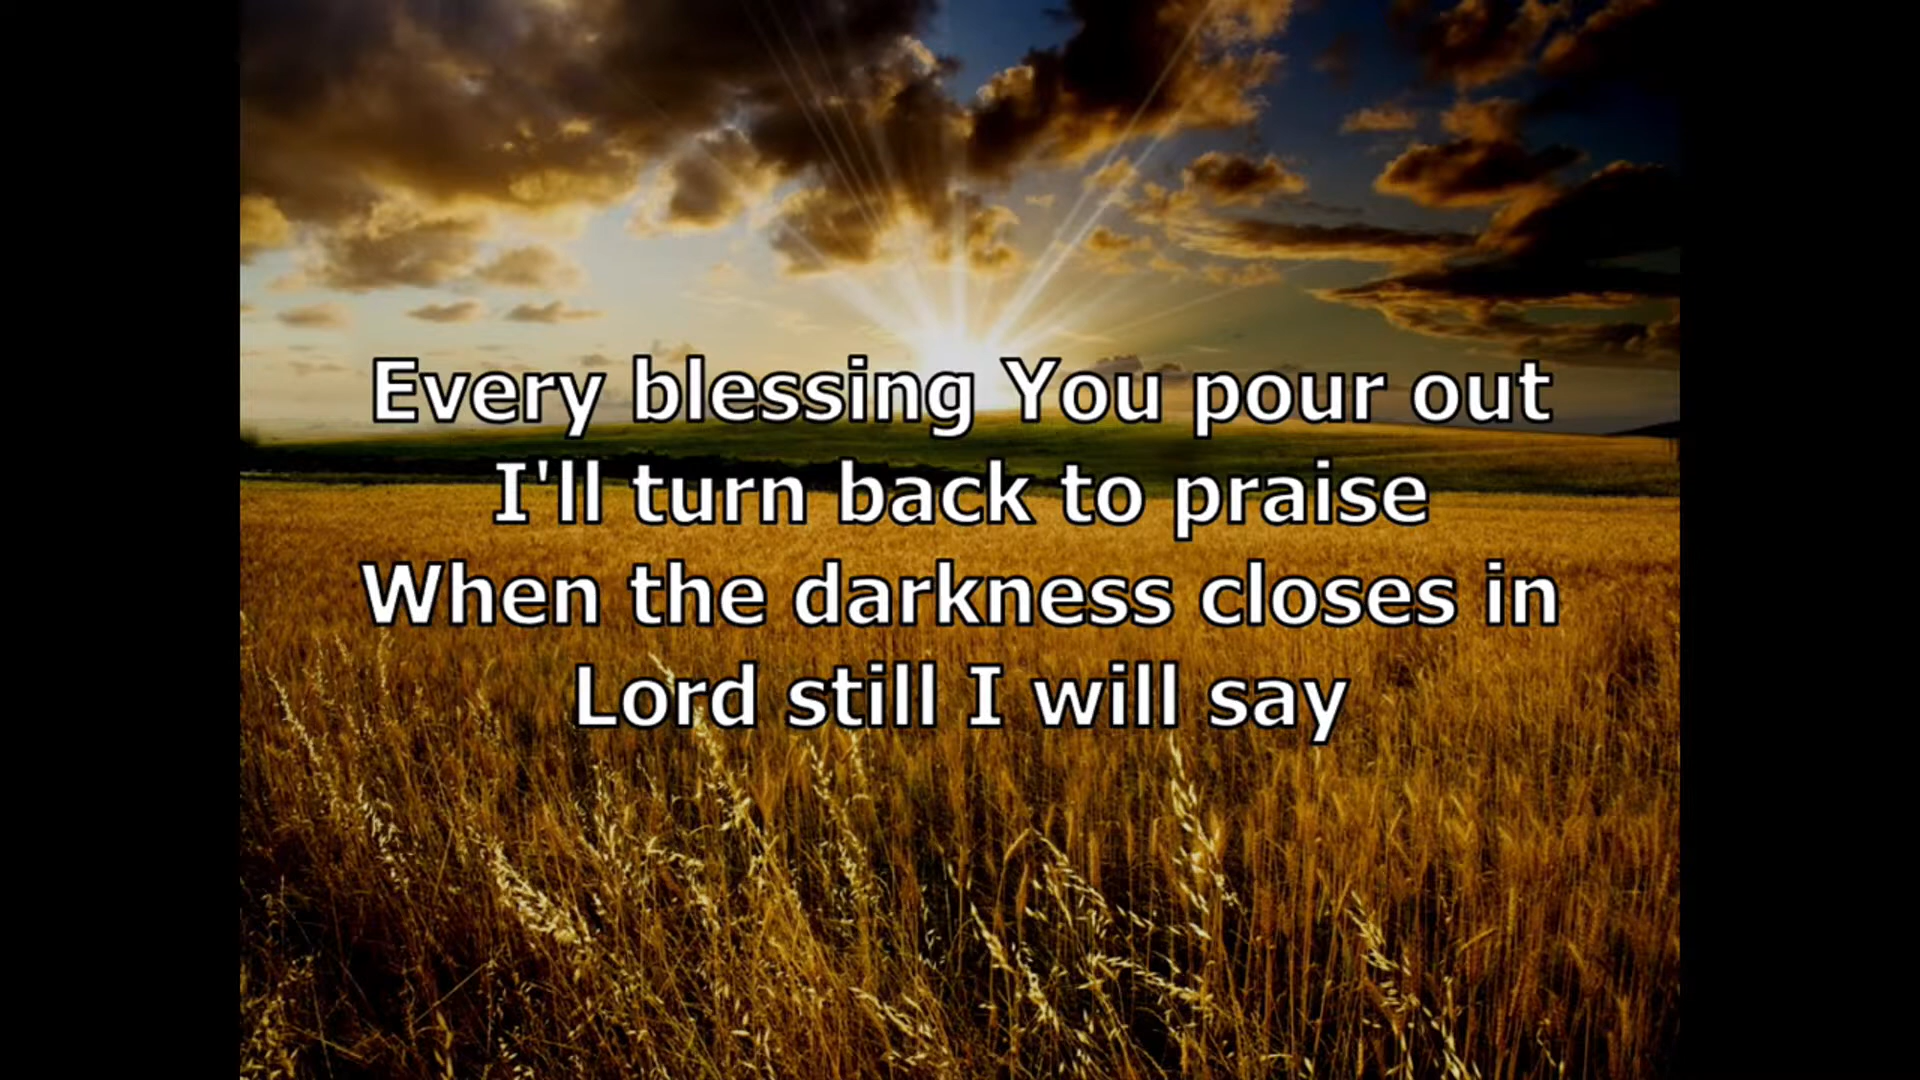 Every blessing You pour out
I'll turn back to praise
When the darkness closes in
Lord still I will say